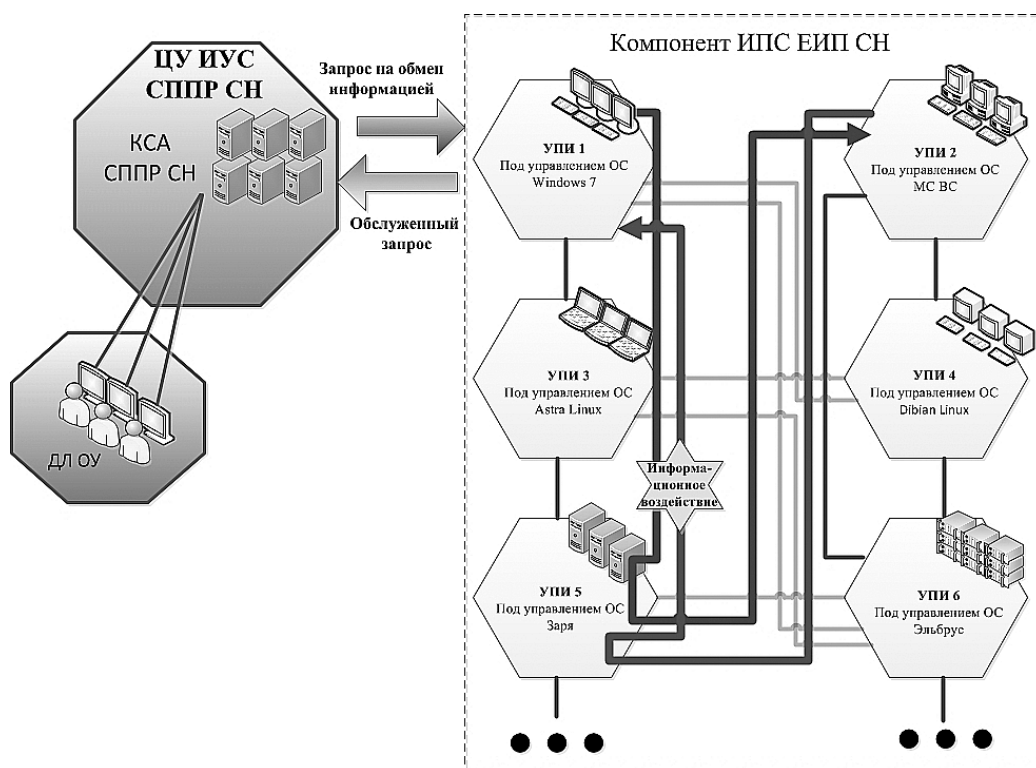 ЦУ ИУС
СППР СН
КСА
СППР СН
ДЛ ОУ
Запрос на обмен
информацией
Обслуженный
запрос
Компонент ИПС ЕИП СН
УПИ 1
Под управлением ОС
Windows 7
УПИ 2
Под управлением ОС
МС ВС
УПИ 3
Под управлением ОС
Astra Linux
УПИ 4
Под управлением ОС
Dibian Linux
Информа-
ционное
воздействие
УПИ 5
Под управлением ОС
Заря
УПИ 6
Под управлением ОС
Эльбрус